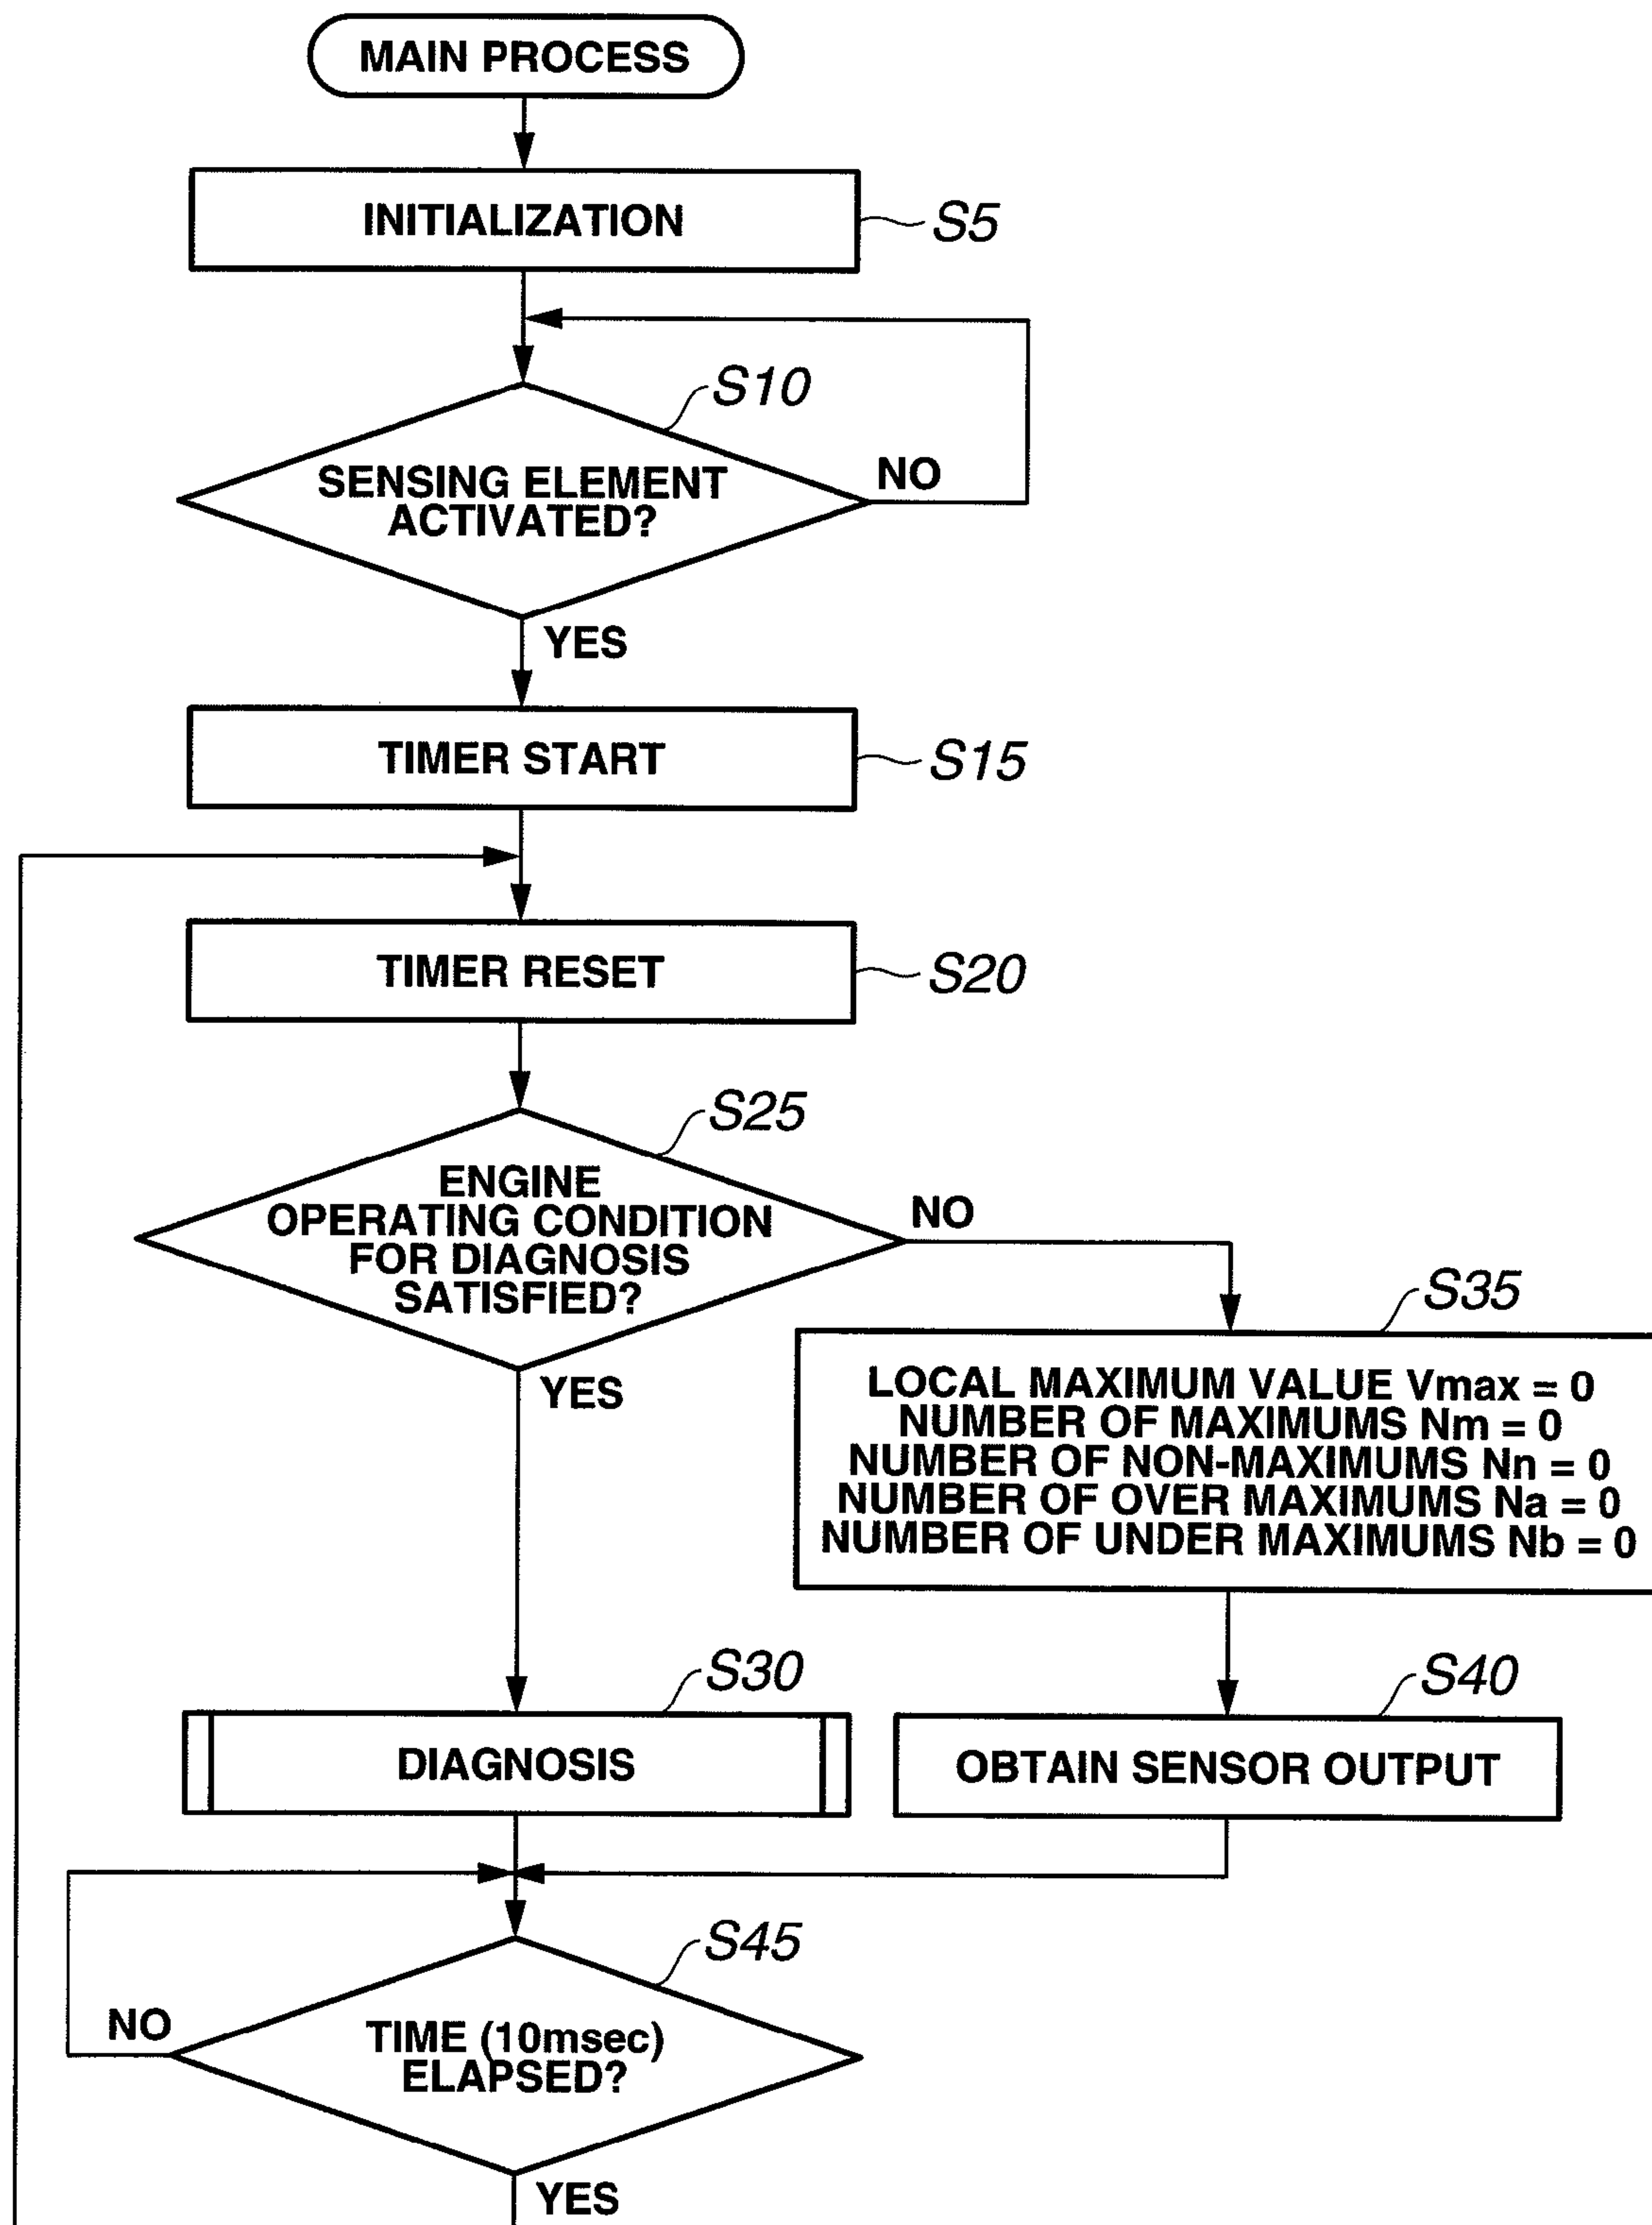 MAIN PROCESS
INITIALIZATION
S5
S10
SENSING ELEMENT
ACTIVATED?
NO
YES
TIMER START
S15
TIMER RESET
S20
S25
ENGINE
OPERATING CONDITION
FOR DIAGNOSIS
SATISFIED?
NO
YES
S35
LOCAL MAXIMUM VALUE Vmax = 0
NUMBER OF MAXIMUMS Nm = 0
NUMBER OF NON-MAXIMUMS Nn = 0
NUMBER OF OVER MAXIMUMS Na = 0
NUMBER OF UNDER MAXIMUMS Nb = 0
S30
DIAGNOSIS
S40
OBTAIN SENSOR OUTPUT
S45
NO
TIME (10msec)
ELAPSED?
YES